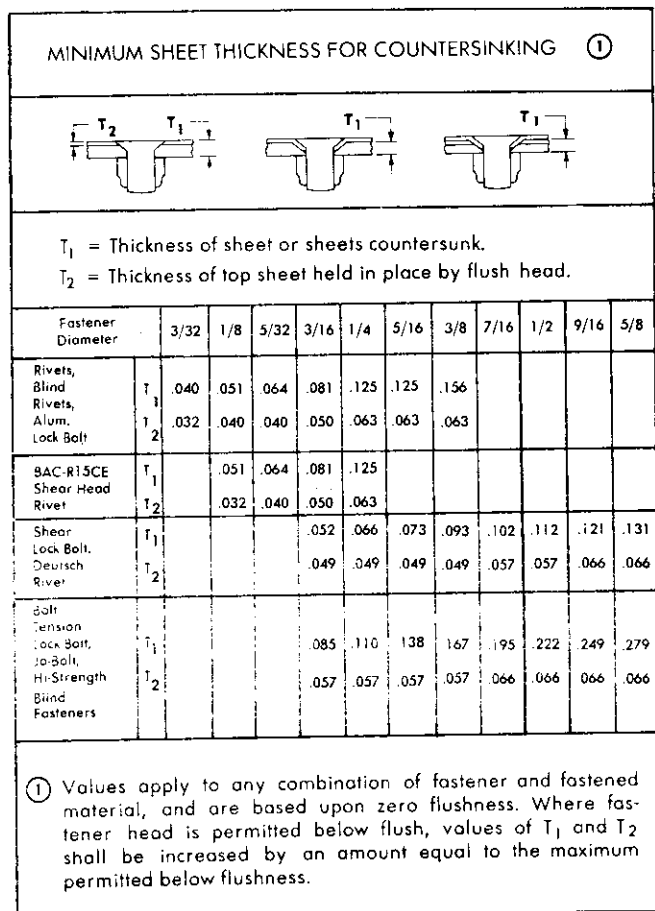 MINIMUM SHEET THICKNESS FOR COUNTERSINKING ①
T2 T1 T1 T1
T1 = Thickness of sheet or sheets countersunk.
T2 = Thickness of top sheet held in place by flush head.
Fastener Diameter 3/32 1/8 5/32 3/16 1/4 5/16 3/8 7/16 1/2 9/16 5/8
Rivets,
Blind
Rivets,
Alum.
Lock Bolt
T1 .040 .051 .064 .081 .125 .125 .156
T2 .032 .040 .040 .050 .063 .063 .063
BAC-R15CE
Shear Head
Rivet
T1 .051 .064 .081 .125
T2 .032 .040 .050 .063
Shear
Lock Bolt.
Deutsch
Rivet
T1 .052 .066 .073 .093 .102 .112 .121 .131
T2 .049 .049 .049 .049 .057 .057 .066 .066
Bolt
Tension
Lock Bolt,
Jo-Bolt,
Hi-Strength
Blind
Fasteners
T1 .085 .110 138 167 .195 .222 .249 .279
T2 .057 .057 .057 .057 .066 .066 066 .066
① Values apply to any combination of fastener and fastened
material, and are based upon zero flushness. Where fas-
tener head is permitted below flush, values of T1 and T2
shall be increased by an amount equal to the maximum
permitted below flushness.